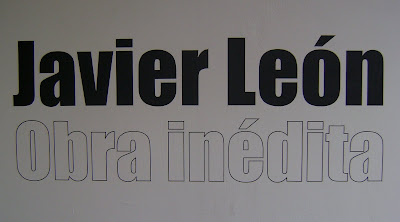 Javier León
Obra inédita